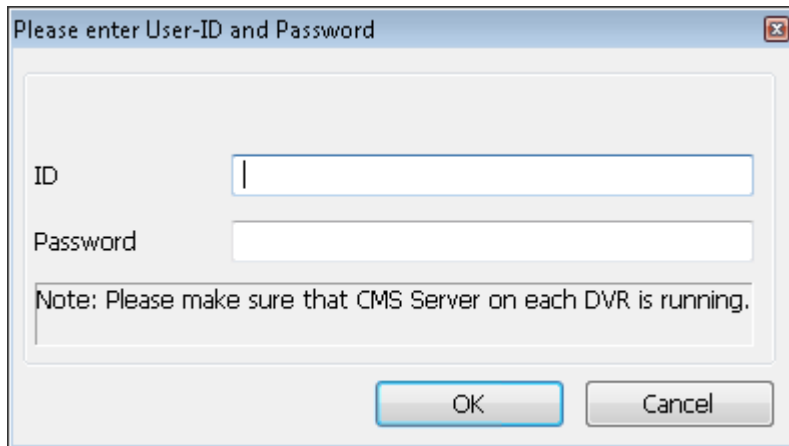 Please enter User-ID and Password
ID
Password
Note: Please make sure that CMS Server on each DVR is running.
OK Cancel